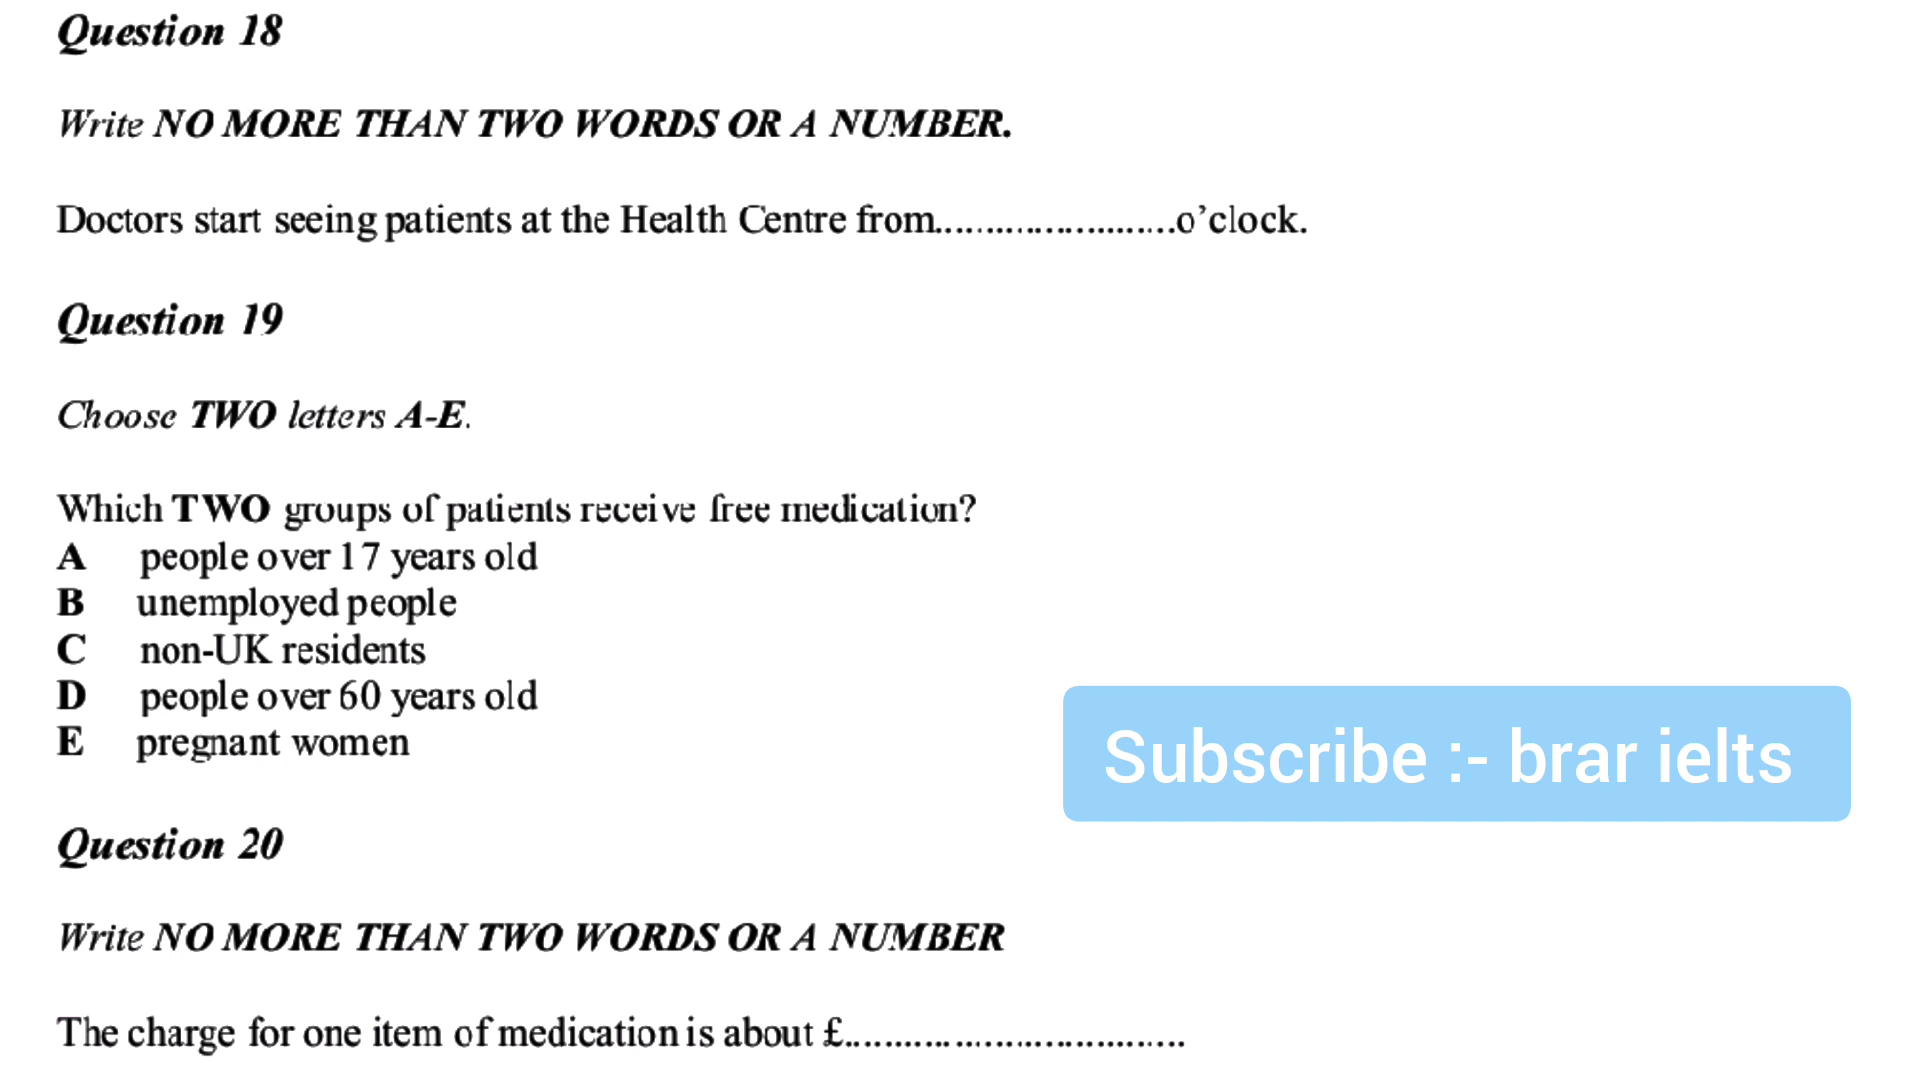 Question 18
Write NO MORE THAN TWO WORDS OR A NUMBER.
Doctors start seeing patients at the Health Centre from........................o'clock.
Question 19
Choose TWO letters A-E.
Which TWO groups of patients receive free medication?
A people over 17 years old
B unemployed people
C non-UK residents
D people over 60 years old
E pregnant women
Subscribe :- brar ielts
Question 20
Write NO MORE THAN TWO WORDS OR A NUMBER
The charge for one item of medication is about £..................................